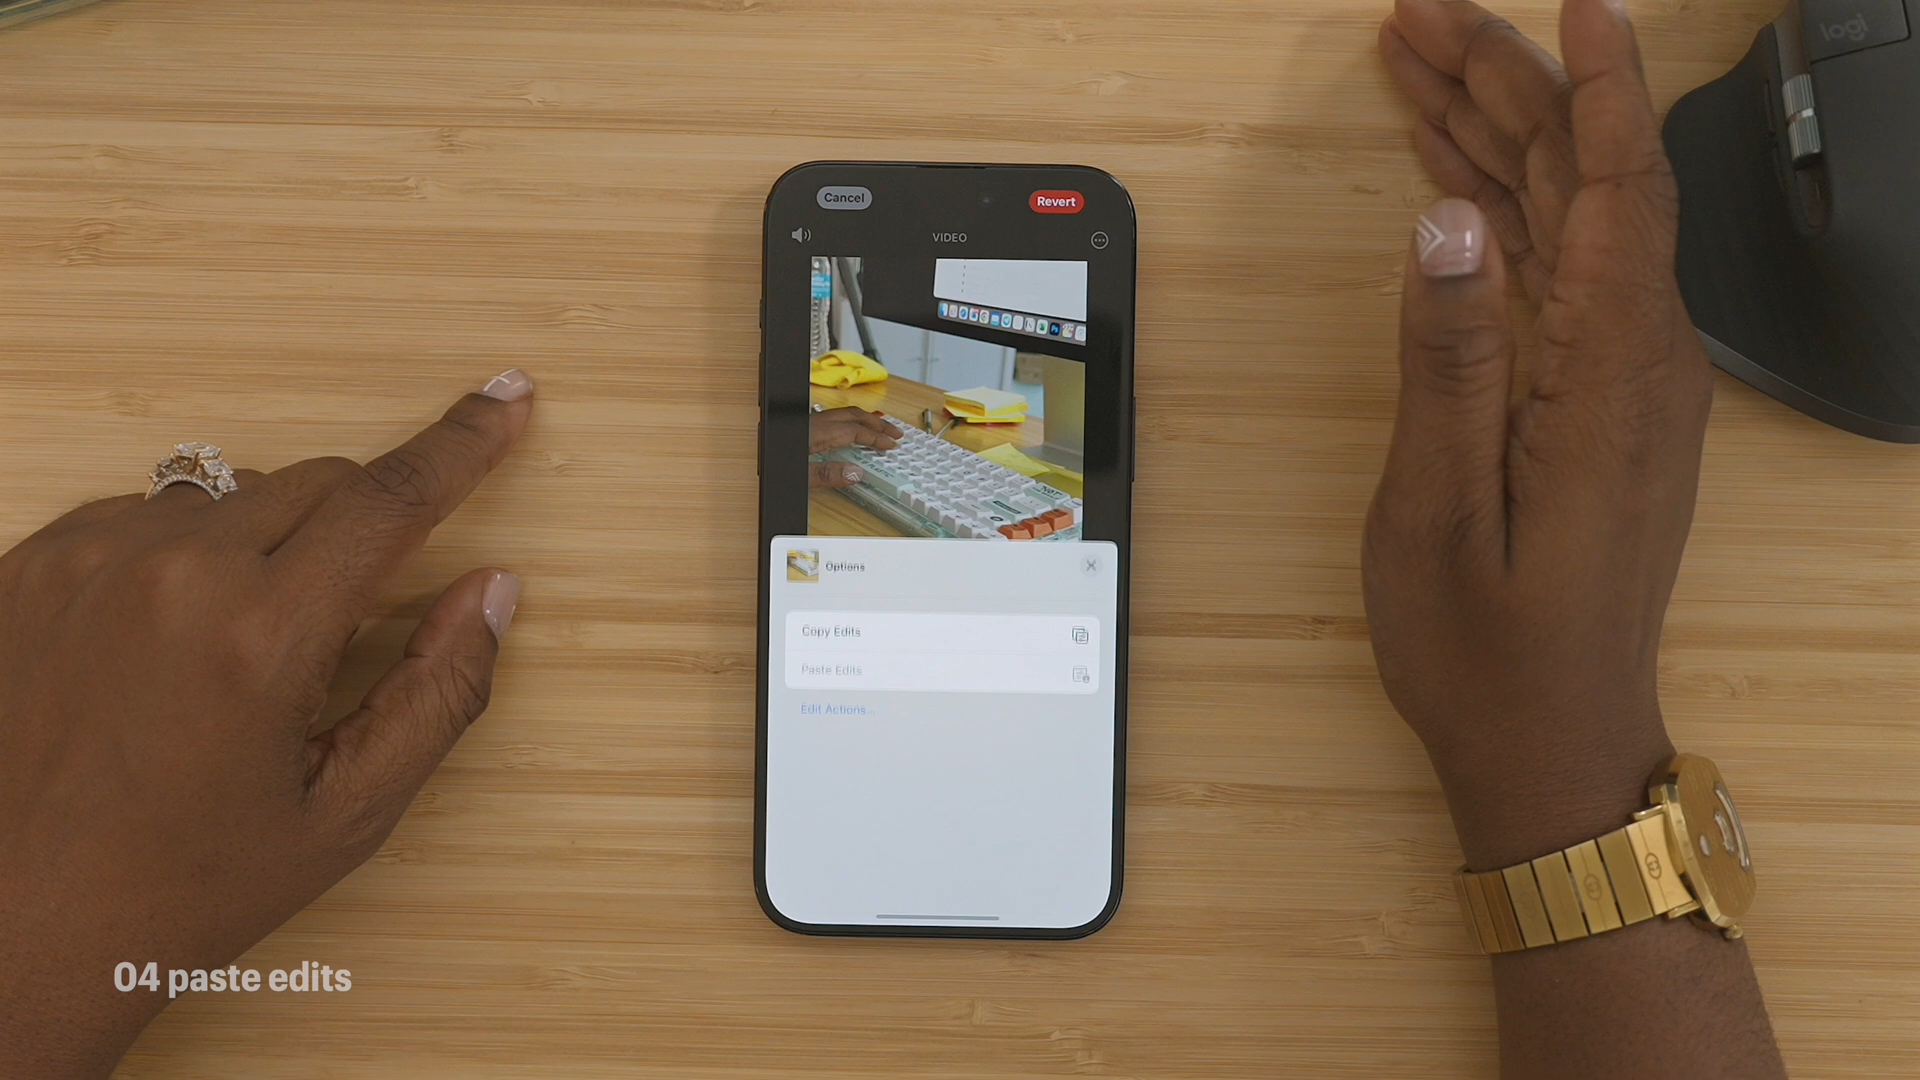 logi
Cancel
Revert
VIDEO
Options
Copy Edits
Paste Edits
Edit Actions...
04 paste edits